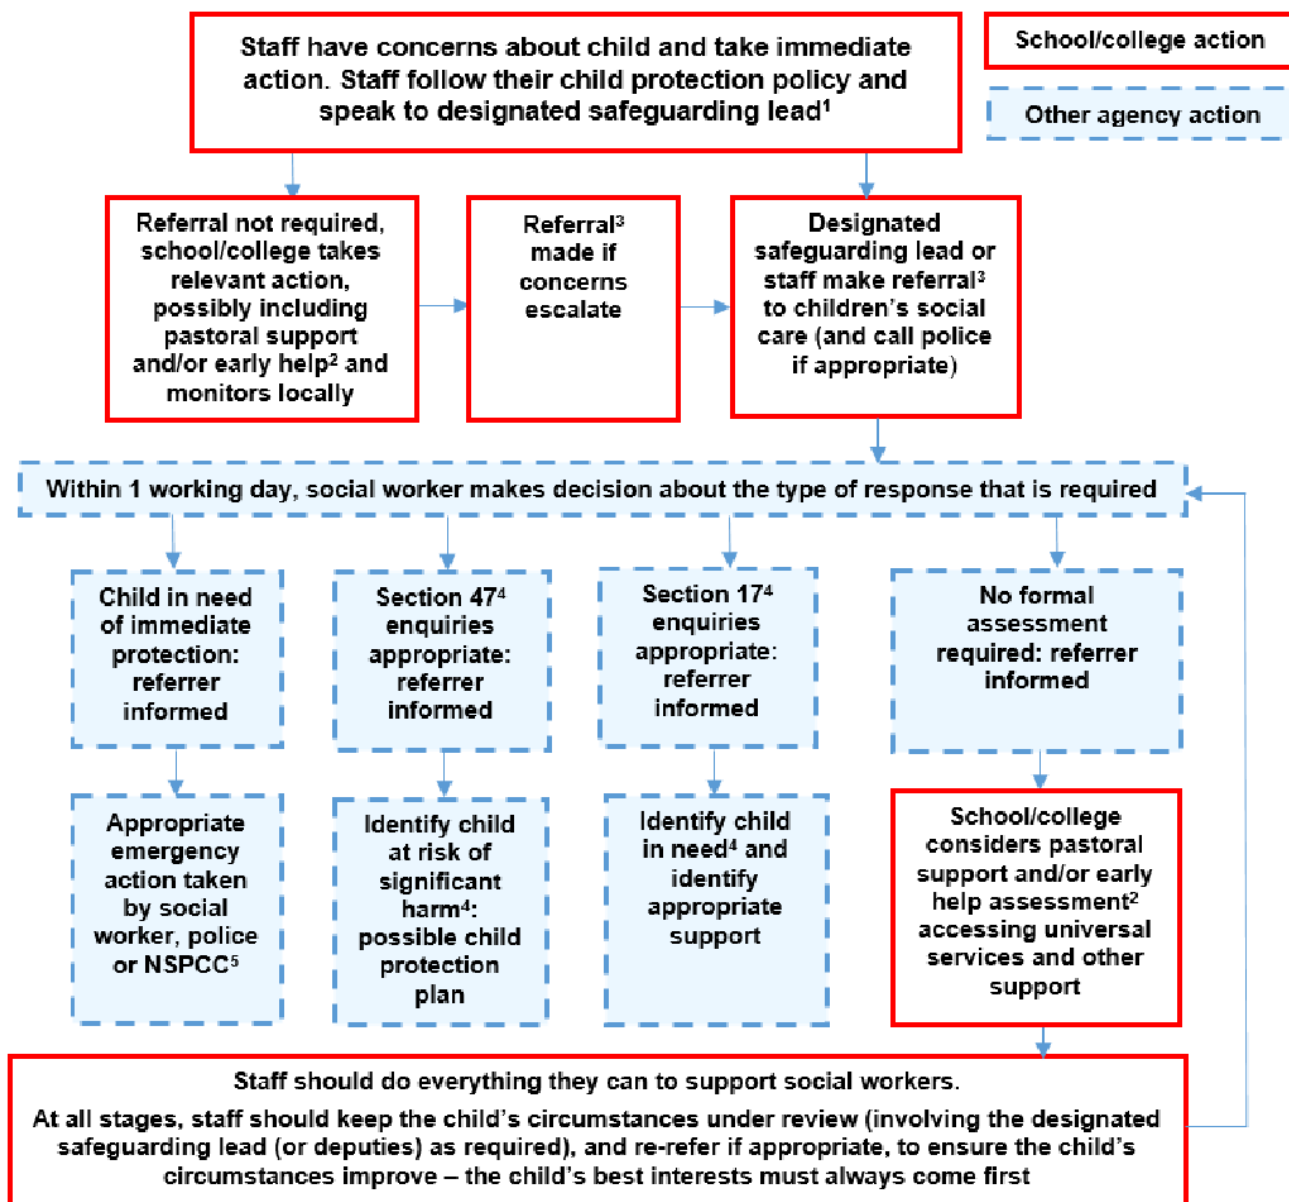 Staff have concerns about child and take immediate
action. Staff follow their child protection policy and
speak to designated safeguarding lead¹
School/college action
Other agency action
Referral not required,
school/college takes
relevant action,
possibly including
pastoral support
and/or early help² and
monitors locally
Referral³
made if
concerns
escalate
Designated
safeguarding lead or
staff make referral³
to children’s social
care (and call police
if appropriate)
Within 1 working day, social worker makes decision about the type of response that is required
Child in need
of immediate
protection:
referrer
informed
Section 47⁴
enquiries
appropriate:
referrer
informed
Section 17⁴
enquiries
appropriate:
referrer
informed
No formal
assessment
required: referrer
informed
Appropriate
emergency
action taken
by social
worker, police
or NSPCC⁵
Identify child
at risk of
significant
harm⁴:
possible child
protection
plan
Identify child
in need⁴ and
identify
appropriate
support
School/college
considers pastoral
support and/or early
help assessment²
accessing universal
services and other
support
Staff should do everything they can to support social workers.
At all stages, staff should keep the child’s circumstances under review (involving the designated
safeguarding lead (or deputies) as required), and re-refer if appropriate, to ensure the child’s
circumstances improve – the child’s best interests must always come first